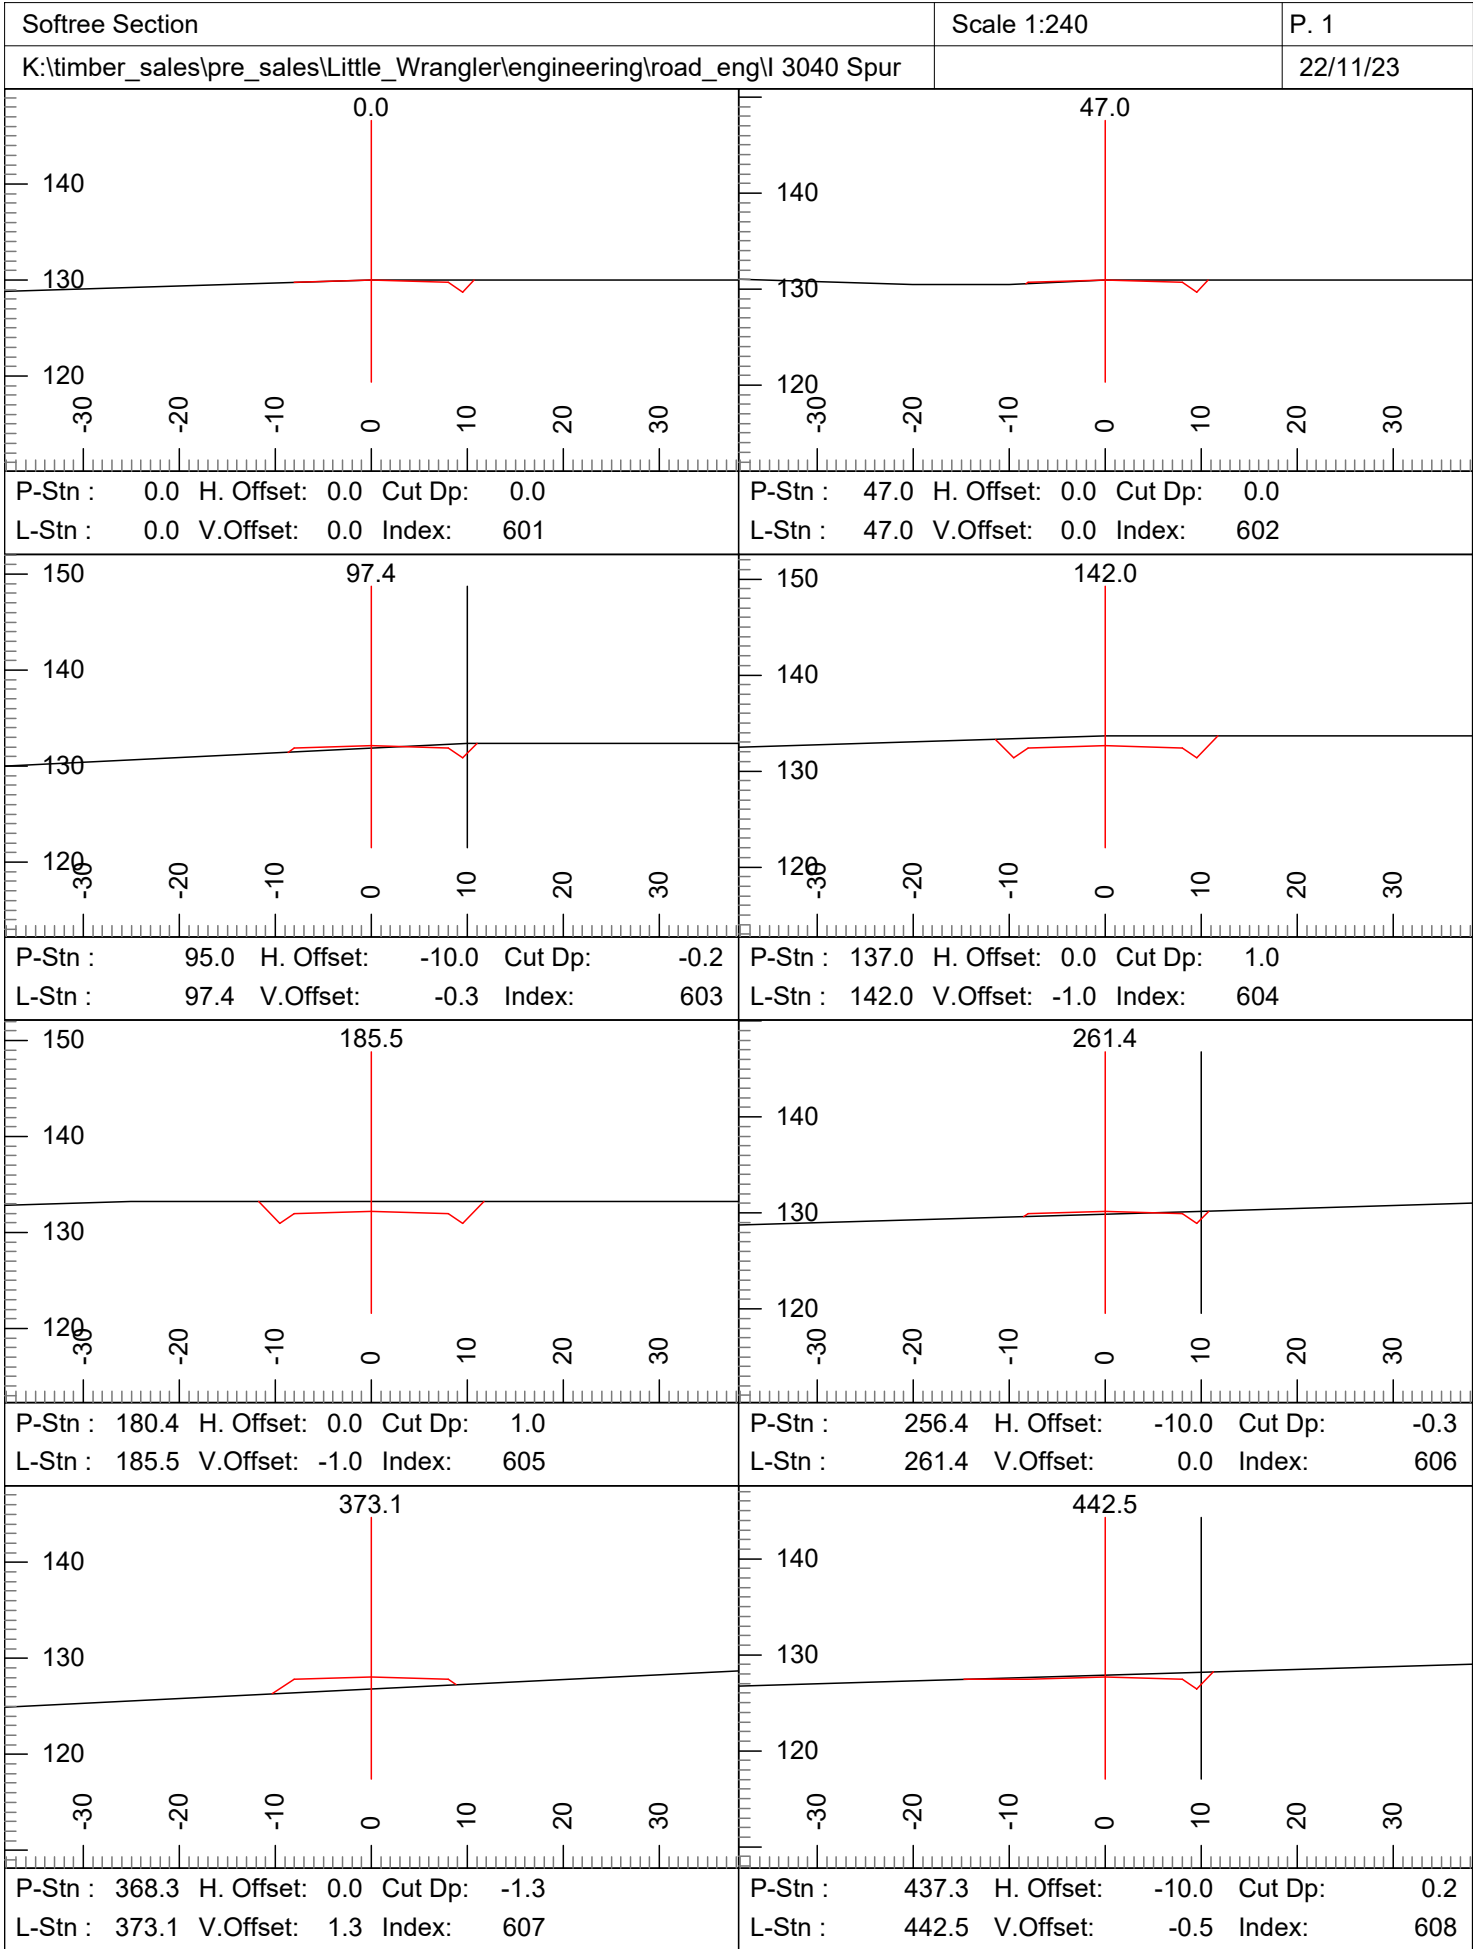 Softree Section Scale 1:240 P. 1
K:\timber_sales\pre_sales\Little_Wrangler\engineering\road_eng\I 3040 Spur 22/11/23
0.0
140
130
120
-30 -20 -10 0 10 20 30
P-Stn : 0.0 H. Offset: 0.0 Cut Dp: 0.0
L-Stn : 0.0 V.Offset: 0.0 Index: 601
47.0
140
130
120
-30 -20 -10 0 10 20 30
P-Stn : 47.0 H. Offset: 0.0 Cut Dp: 0.0
L-Stn : 47.0 V.Offset: 0.0 Index: 602
97.4
150
140
130
120
-30 -20 -10 0 10 20 30
P-Stn : 95.0 H. Offset: -10.0 Cut Dp: -0.2
L-Stn : 97.4 V.Offset: -0.3 Index: 603
142.0
150
140
130
120
-30 -20 -10 0 10 20 30
P-Stn : 137.0 H. Offset: 0.0 Cut Dp: 1.0
L-Stn : 142.0 V.Offset: -1.0 Index: 604
185.5
150
140
130
120
-30 -20 -10 0 10 20 30
P-Stn : 180.4 H. Offset: 0.0 Cut Dp: 1.0
L-Stn : 185.5 V.Offset: -1.0 Index: 605
261.4
140
130
120
-30 -20 -10 0 10 20 30
P-Stn : 256.4 H. Offset: -10.0 Cut Dp: -0.3
L-Stn : 261.4 V.Offset: 0.0 Index: 606
373.1
140
130
120
-30 -20 -10 0 10 20 30
P-Stn : 368.3 H. Offset: 0.0 Cut Dp: -1.3
L-Stn : 373.1 V.Offset: 1.3 Index: 607
442.5
140
130
120
-30 -20 -10 0 10 20 30
P-Stn : 437.3 H. Offset: -10.0 Cut Dp: 0.2
L-Stn : 442.5 V.Offset: -0.5 Index: 608